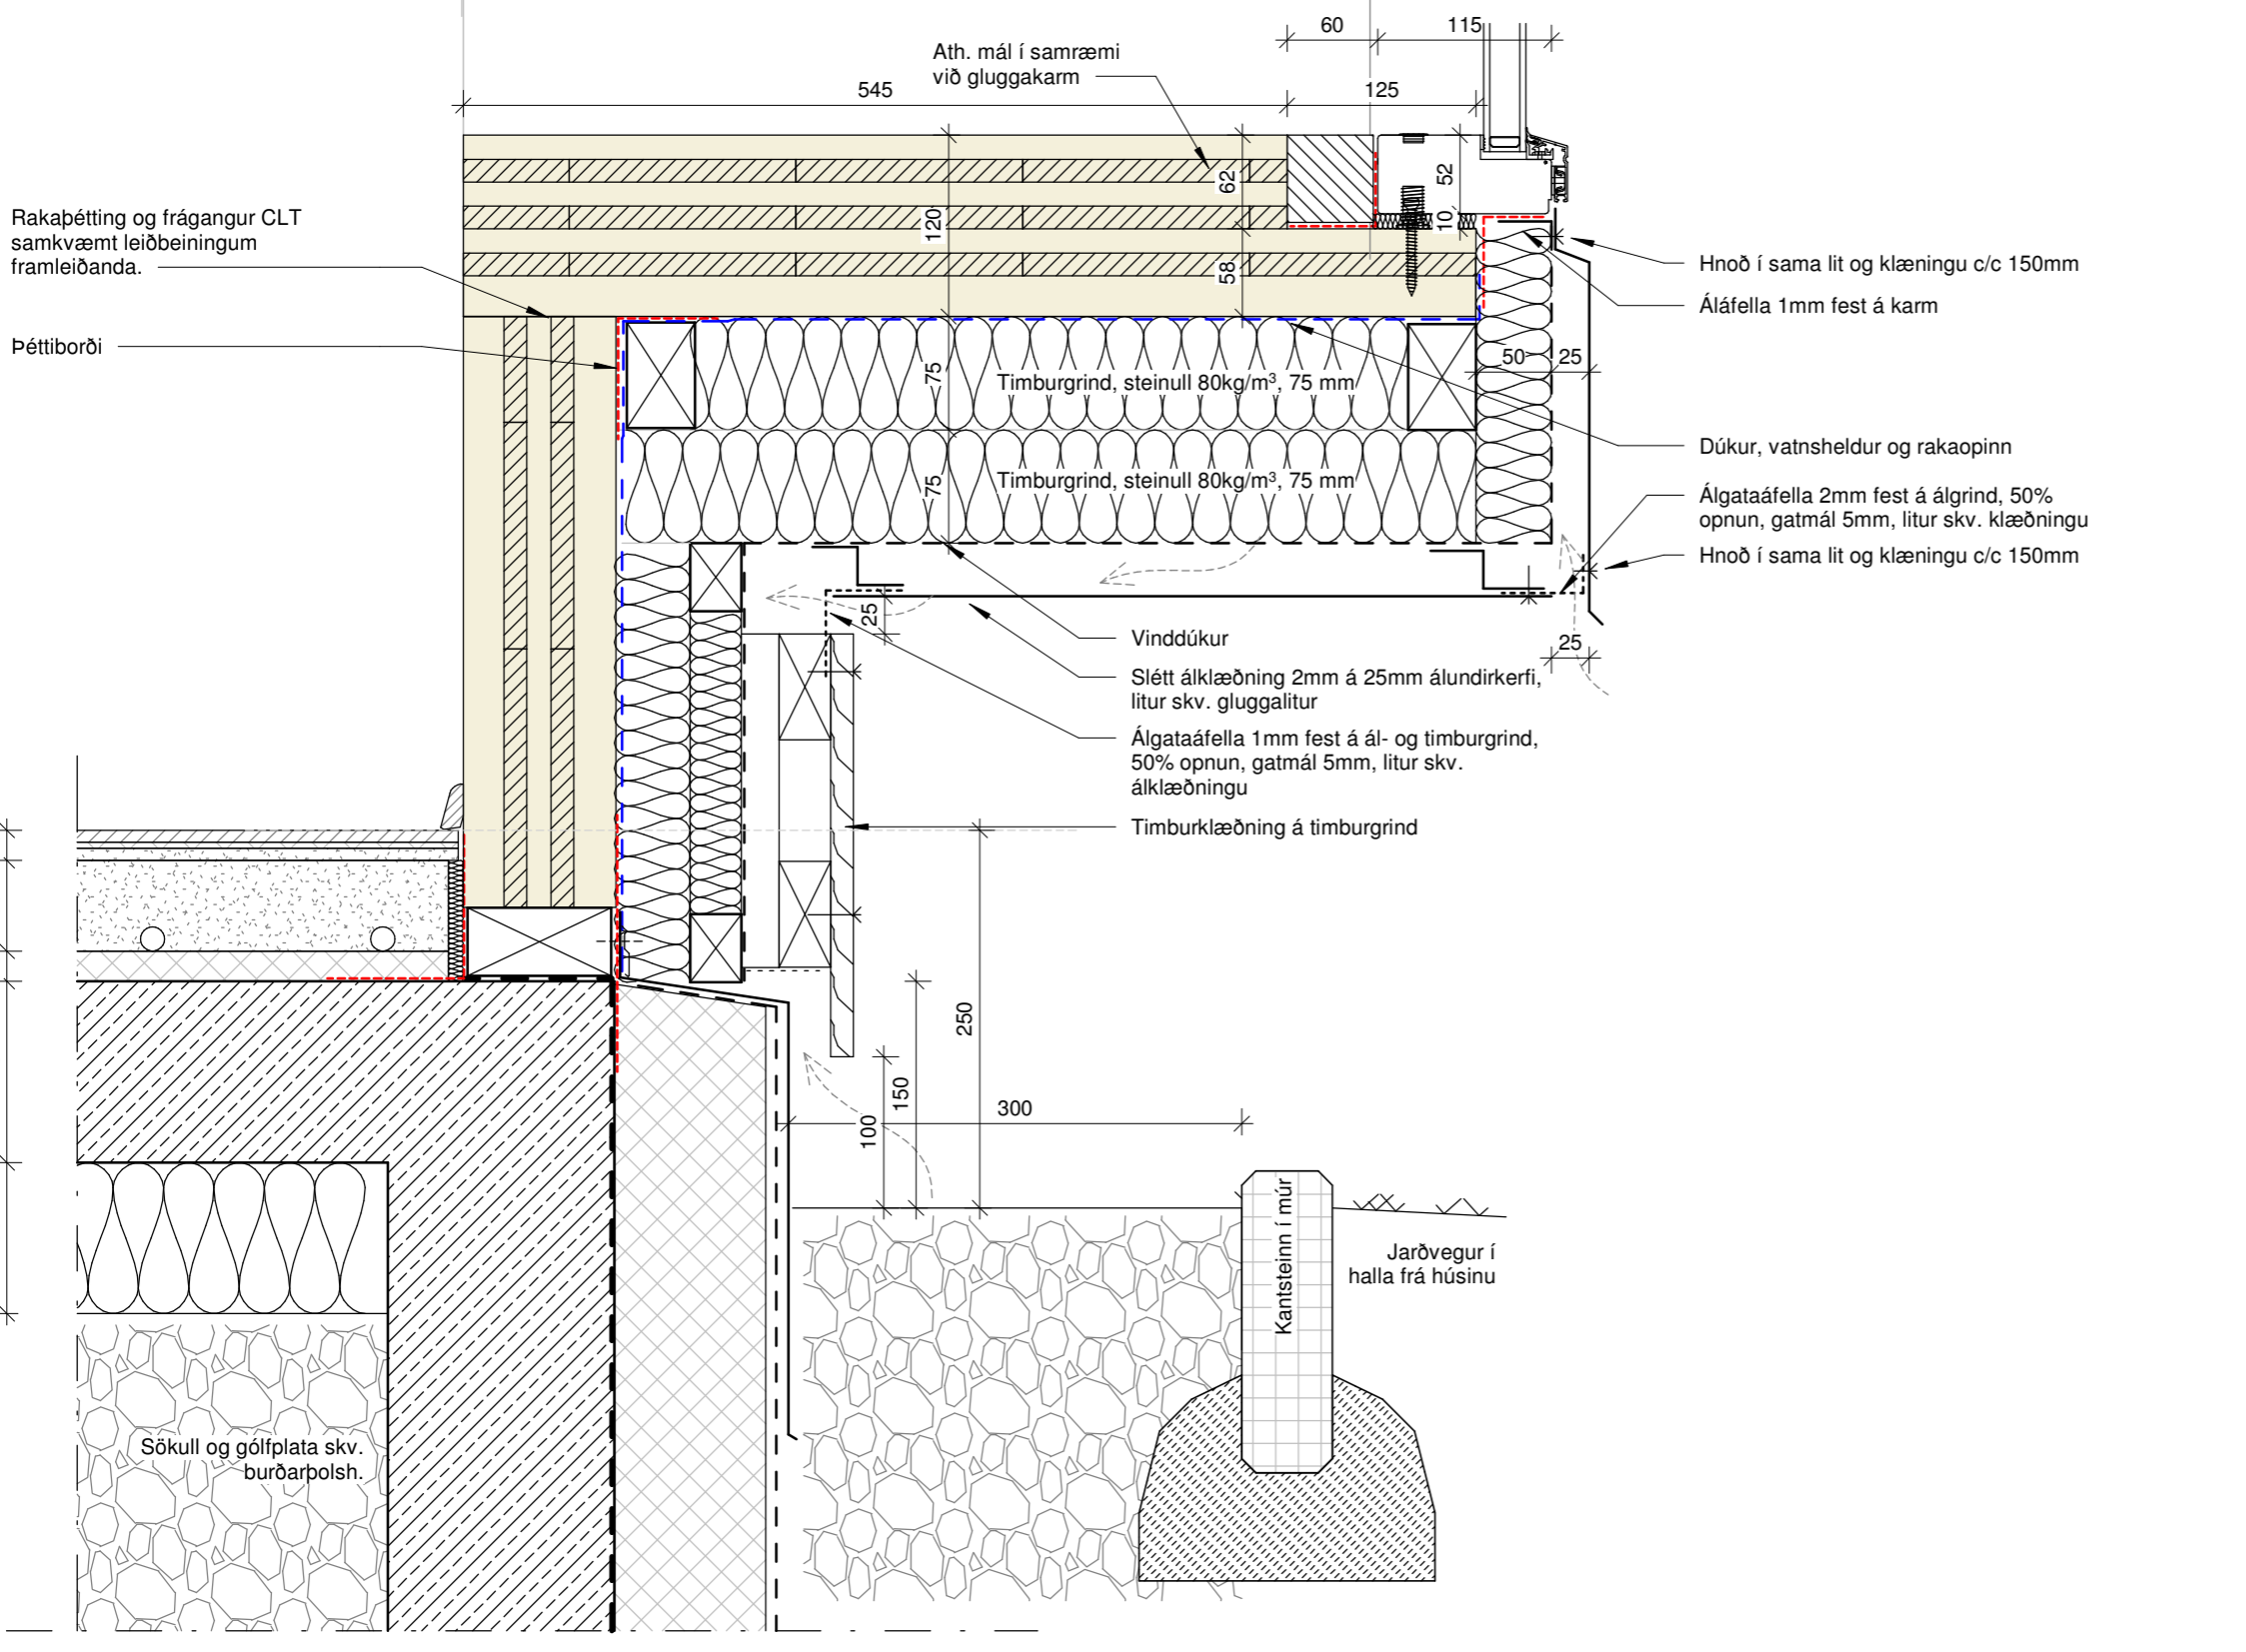 60
115
Ath. mál í samræmi
við gluggakarm
545
125
62
52
10
120
58
Rakaþétting og frágangur CLT
samkvæmt leiðbeiningum
framleiðanda.
Þéttiborði
Hnoð í sama lit og klæningu c/c 150mm
Áláfella 1mm fest á karm
50
25
75
Timburgrind, steinull 80kg/m³, 75 mm
75
Timburgrind, steinull 80kg/m³, 75 mm
Dúkur, vatnsheldur og rakaopinn
Álgataáfella 2mm fest á álgrind, 50%
opnun, gatmál 5mm, litur skv. klæðningu
Hnoð í sama lit og klæningu c/c 150mm
25
25
Vinddúkur
Slétt álklæðning 2mm á 25mm álundirkerfi,
litur skv. gluggalitur
Álgataáfella 1mm fest á ál- og timburgrind,
50% opnun, gatmál 5mm, litur skv.
álklæðningu
Timburklæðning á timburgrind
250
150
100
300
Kantsteinn í múr
Jarðvegur í
halla frá húsinu
Sökull og gólfplata skv.
burðarþolsh.